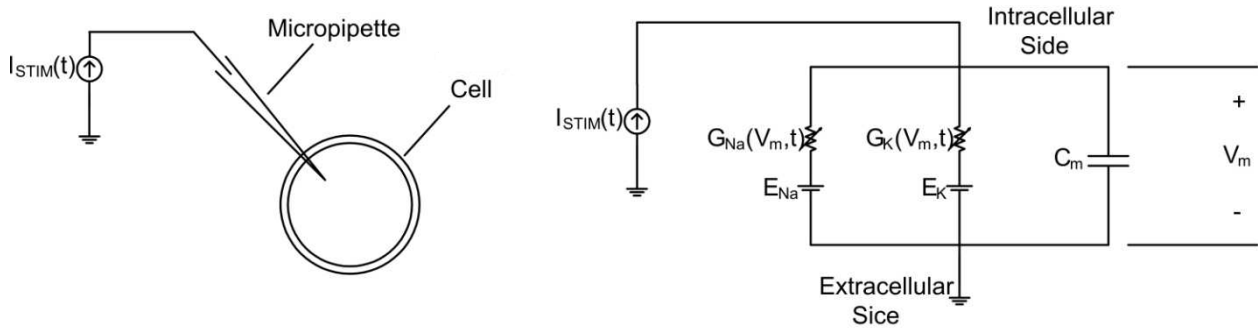 Micropipette
I_STIM(t)
Cell
Intracellular
Side
I_STIM(t)
G_Na(V_m,t)
G_K(V_m,t)
C_m
+
V_m
-
E_Na
E_K
Extracellular
Sice